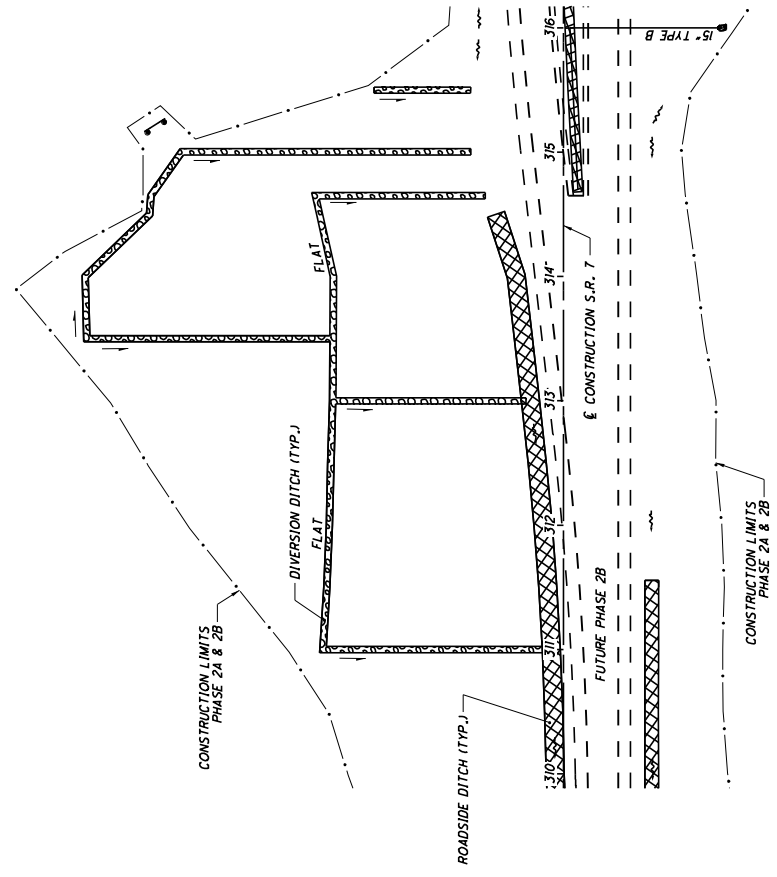 CONSTRUCTION LIMITS
PHASE 2A & 2B
DIVERSION DITCH (TYP.)
FLAT
FLAT
ROADSIDE DITCH (TYP.)
310
311
312
313
314
315
316
℄ CONSTRUCTION S.R. 7
FUTURE PHASE 2B
15" TYPE B
CONSTRUCTION LIMITS
PHASE 2A & 2B